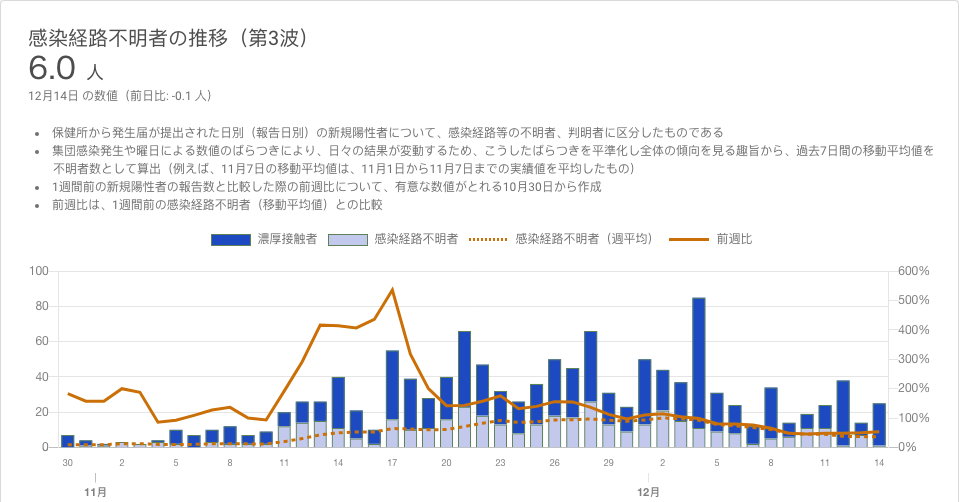 感染経路不明者の推移（第3波）
6.0 人
12月14日 の数値（前日比: -0.1 人）
• 保健所から発生届が提出された日別（報告日別）の新規陽性者について、感染経路等の不明者、判明者に区分したものである
• 集団感染発生や曜日による数値のばらつきにより、日々の結果が変動するため、こうしたばらつきを平準化し全体の傾向を見る趣旨から、過去7日間の移動平均値を
不明者数として算出（例えば、11月7日の移動平均値は、11月1日から11月7日までの実績値を平均したもの）
• 1週間前の新規陽性者の報告数と比較した際の前週比について、有意な数値がとれる10月30日から作成
• 前週比は、1週間前の感染経路不明者（移動平均値）との比較
濃厚接触者 感染経路不明者 感染経路不明者（週平均） 前週比
100 600%
500%
80
400%
60
300%
40
200%
20
100%
0 0%
30 2 5 8 11 14 17 20 23 26 29 2 5 8 11 14
11月 12月